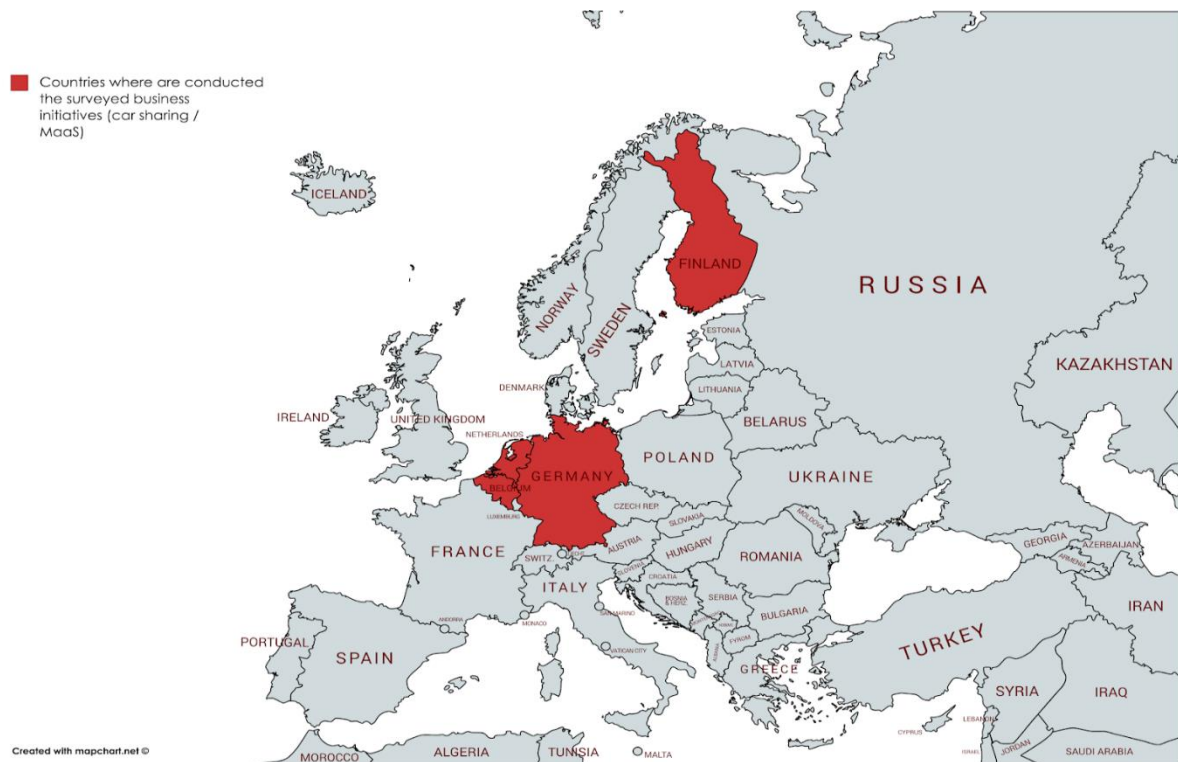 Countries where are conducted
the surveyed business
initiatives (car sharing /
MaaS)
ICELAND
FINLAND
RUSSIA
NORWAY
SWEDEN
ESTONIA
LATVIA
KAZAKHSTAN
DENMARK
LITHUANIA
IRELAND
UNITED KINGDOM
BELARUS
NETHERLANDS
POLAND
GERMANY
UKRAINE
BELGIUM
CZECH REP.
LUXEMBURG
SLOVAKIA
MOLDOVA
FRANCE
SWITZ.
AUSTRIA
HUNGARY
ROMANIA
GEORGIA
AZERBAIJAN
ARMENIA
SLOVENIA
CROATIA
ITALY
BOSNIA
& HERZ.
SERBIA
IRAN
SAN MARINO
BULGARIA
ANDORRA
MONACO
PORTUGAL
SPAIN
VATICAN CITY
FYROM
ALBANIA
GREECE
TURKEY
SYRIA
IRAQ
LEBANON
CYPRUS
Created with mapchart.net ©
MOROCCO
ALGERIA
TUNISIA
MALTA
ISRAEL
JORDAN
SAUDI ARABIA